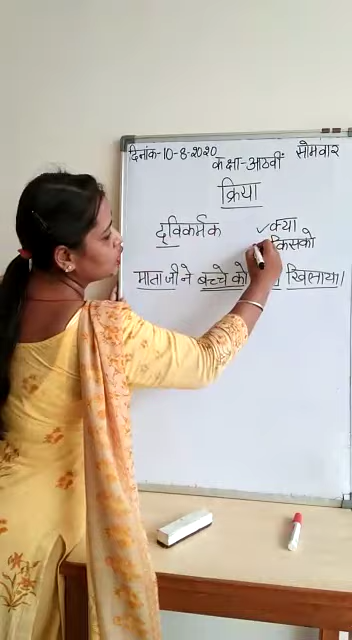 दिनांक-10-8-2020 सोमवार
कक्षा-आठवीं
क्रिया
द्विकर्मक ✓क्या
किसको
माता जी ने बच्चे को खिलाया।